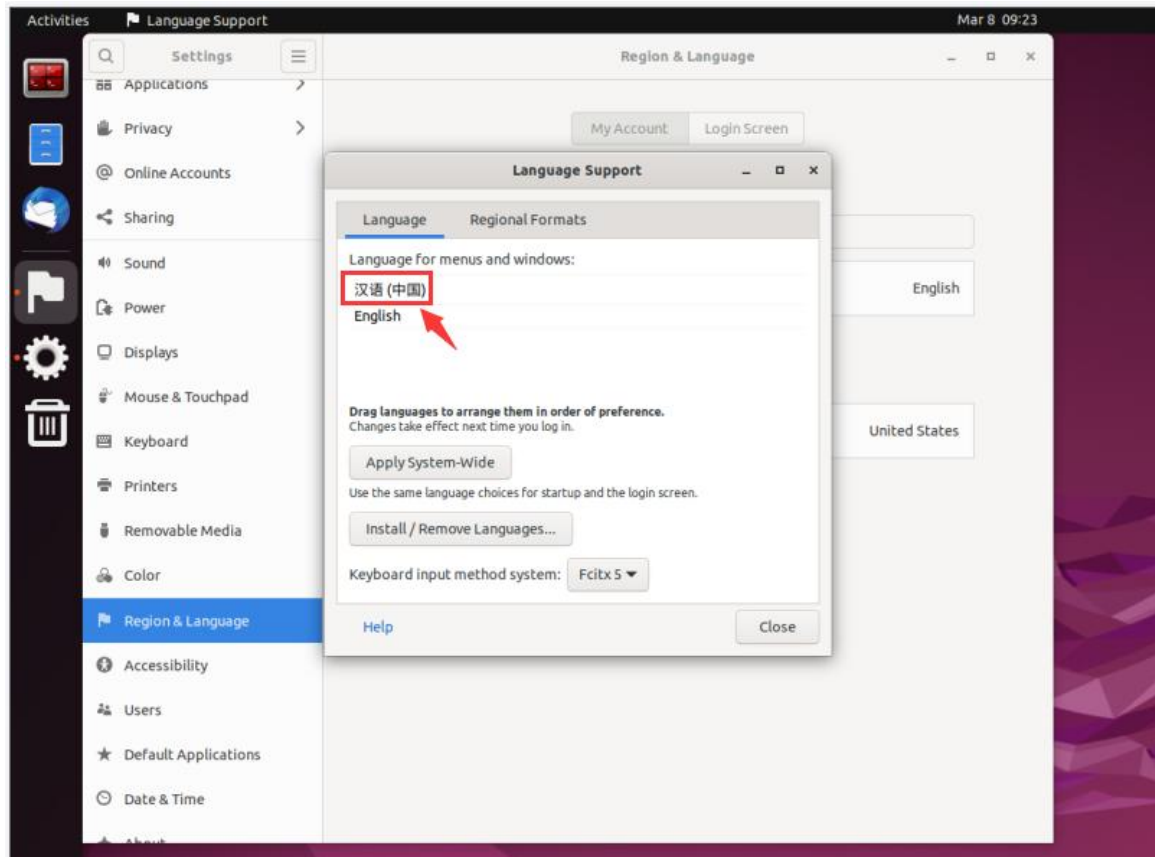 Activities Language Support Mar 8 09:23
Settings Region & Language
Applications
Privacy
My Account Login Screen
Online Accounts
Language Support
Sharing
Language Regional Formats
Sound
Language for menus and windows:
汉语 (中国)
English
English
Power
Displays
Mouse & Touchpad
Drag languages to arrange them in order of preference.
Changes take effect next time you log in.
United States
Keyboard
Apply System-Wide
Printers
Use the same language choices for startup and the login screen.
Removable Media
Install / Remove Languages...
Color
Keyboard input method system: Fcitx 5
Region & Language
Help Close
Accessibility
Users
Default Applications
Date & Time
About